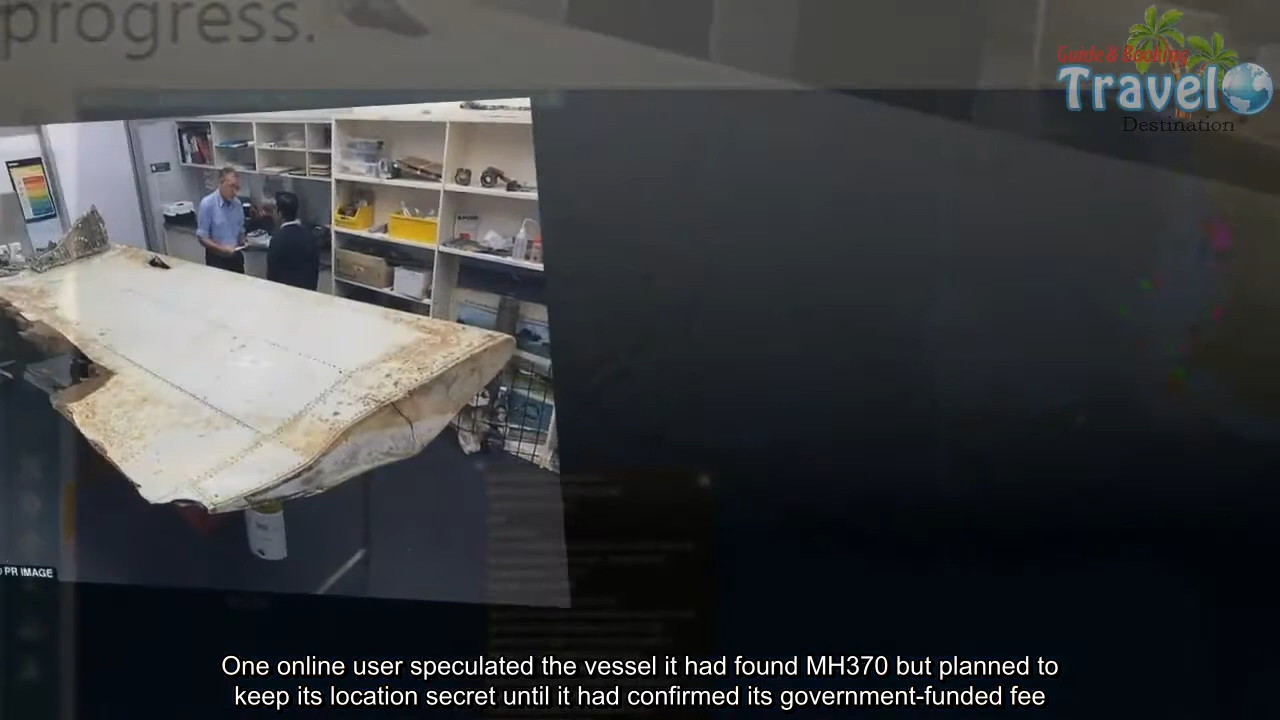 progress.
Guide & Booking
Travel
Destination
PR IMAGE
One online user speculated the vessel it had found MH370 but planned to
keep its location secret until it had confirmed its government-funded fee